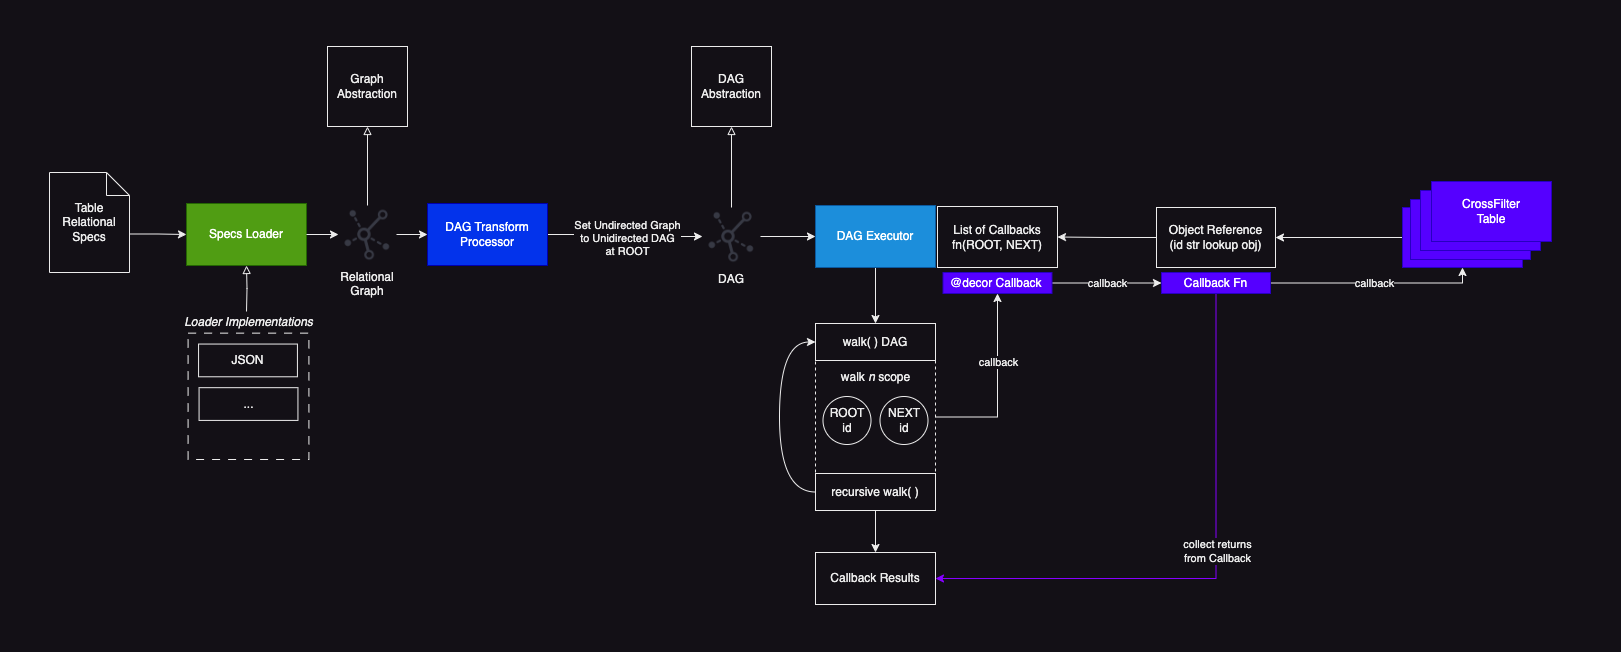 Graph
Abstraction
DAG
Abstraction
Table
Relational
Specs
Specs Loader
Relational
Graph
DAG Transform
Processor
Set Undirected Graph
to Unidirected DAG
at ROOT
DAG
DAG Executor
List of Callbacks
fn(ROOT, NEXT)
Object Reference
(id str lookup obj)
CrossFilter
Table
@decor Callback
callback
Callback Fn
callback
Loader Implementations
JSON
...
walk( ) DAG
walk n scope
ROOT
id
NEXT
id
callback
recursive walk( )
collect returns
from Callback
Callback Results